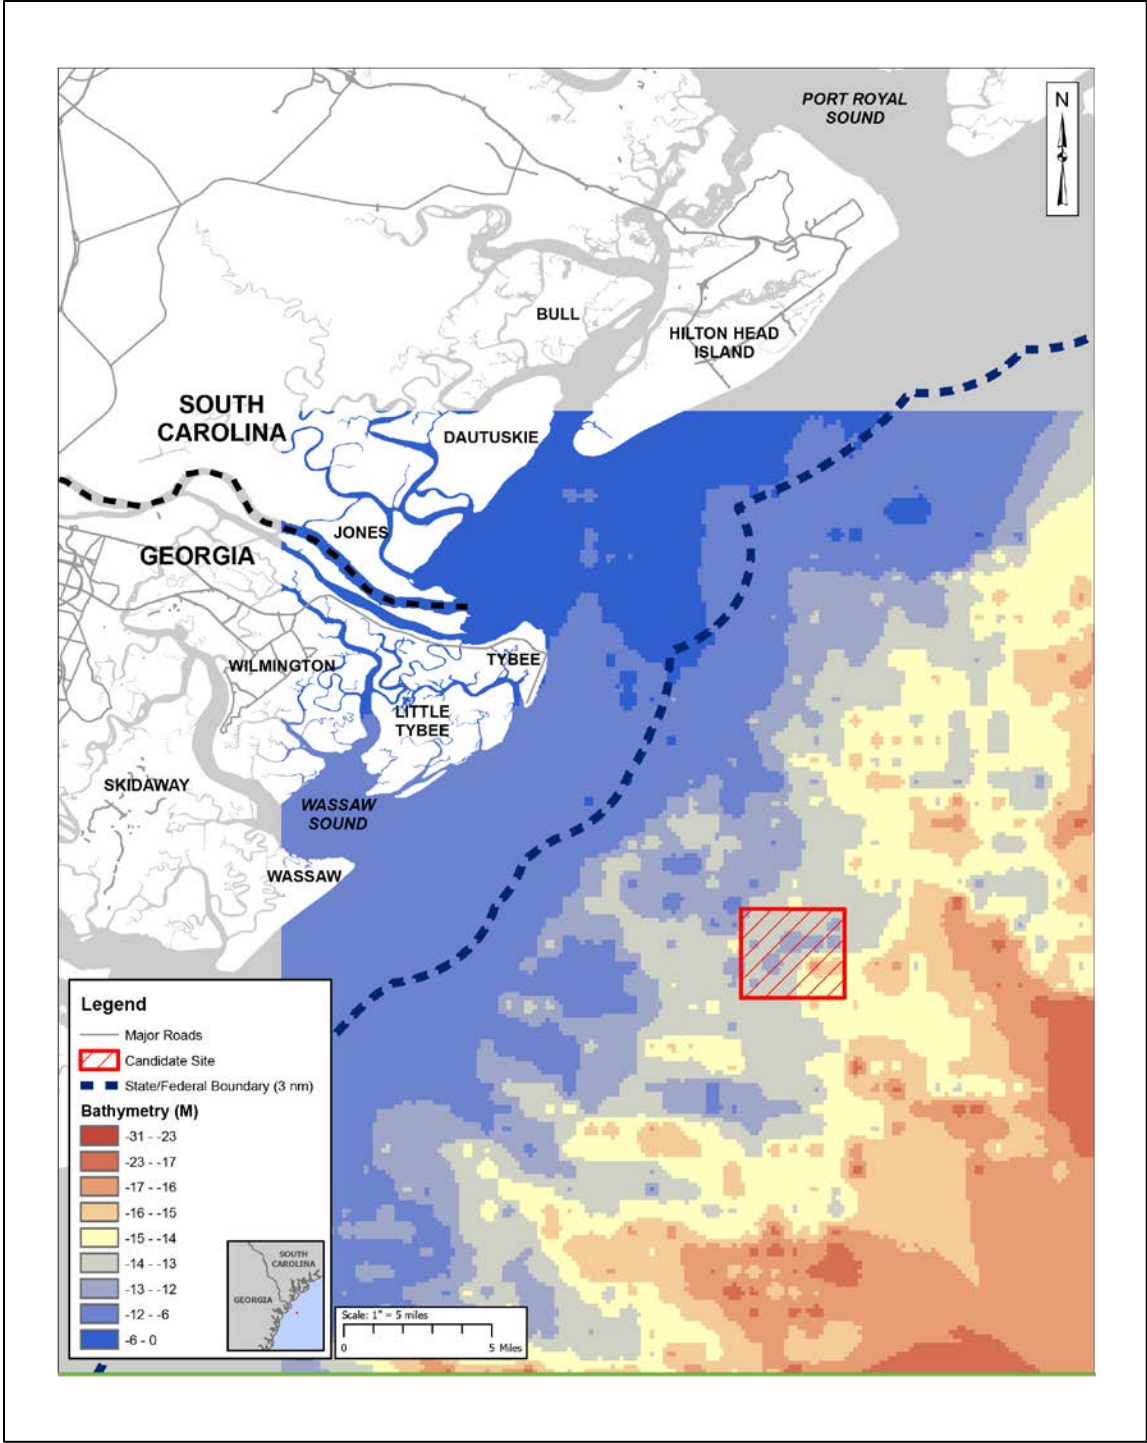 PORT ROYAL
SOUND
N
BULL
HILTON HEAD
ISLAND
SOUTH
CAROLINA
DAUTUSKIE
JONES
GEORGIA
WILMINGTON
TYBEE
LITTLE
TYBEE
SKIDAWAY
WASSAW
SOUND
WASSAW
Legend
Major Roads
Candidate Site
State/Federal Boundary (3 nm)
Bathymetry (M)
-31 - -23
-23 - -17
-17 - -16
-16 - -15
-15 - -14
-14 - -13
-13 - -12
-12 - -6
-6 - 0
SOUTH
CAROLINA
GEORGIA
Scale: 1" = 5 miles
0 5 Miles